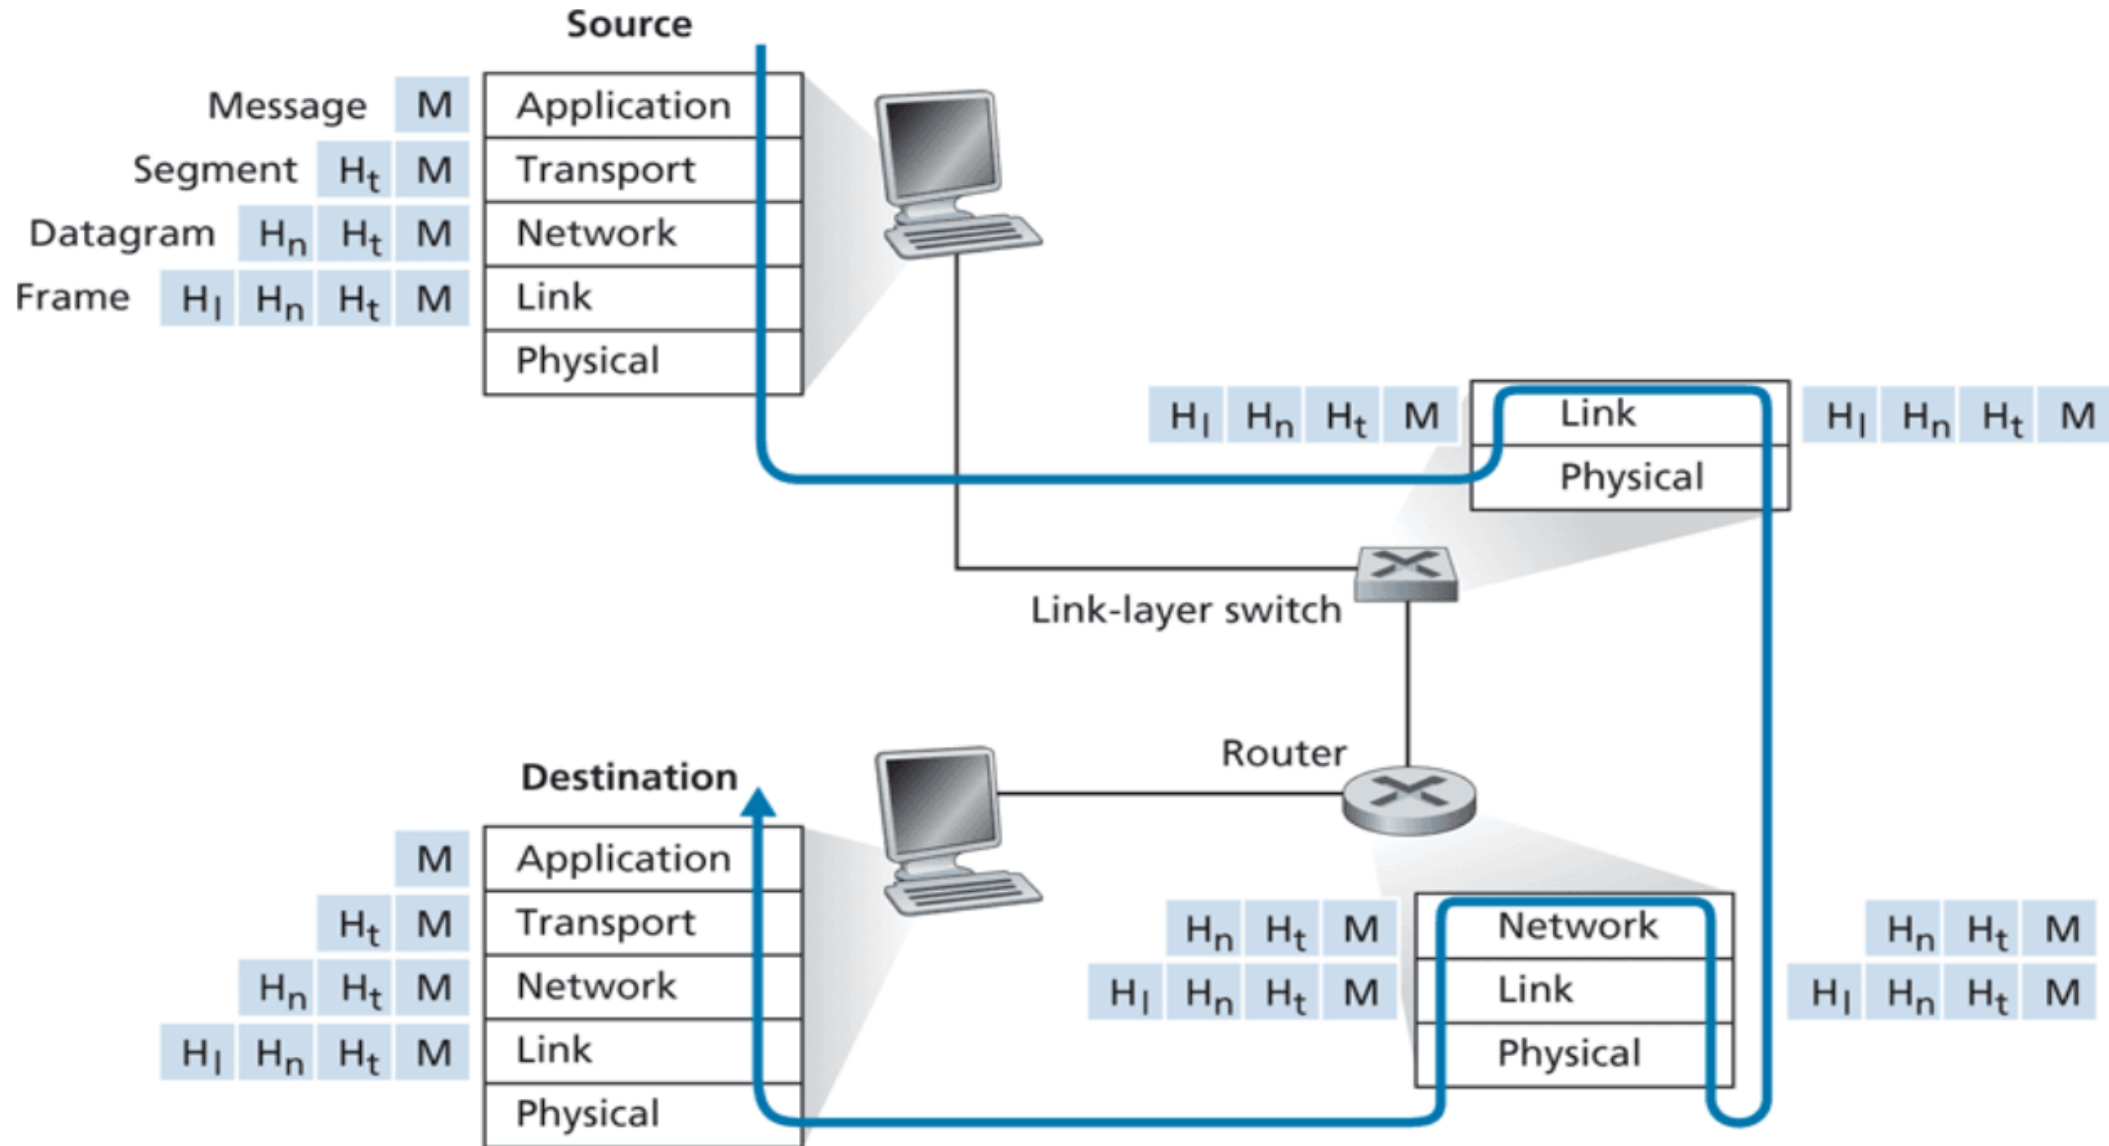 Source
Message M Application
Segment Ht M Transport
Datagram Hn Ht M Network
Frame Hl Hn Ht M Link
Physical
Hl Hn Ht M Link Hl Hn Ht M
Physical
Link-layer switch
Router
Destination
M Application
Ht M Transport
Hn Ht M Network
Hl Hn Ht M Link
Physical
Hn Ht M Network Hn Ht M
Hl Hn Ht M Link Hl Hn Ht M
Physical